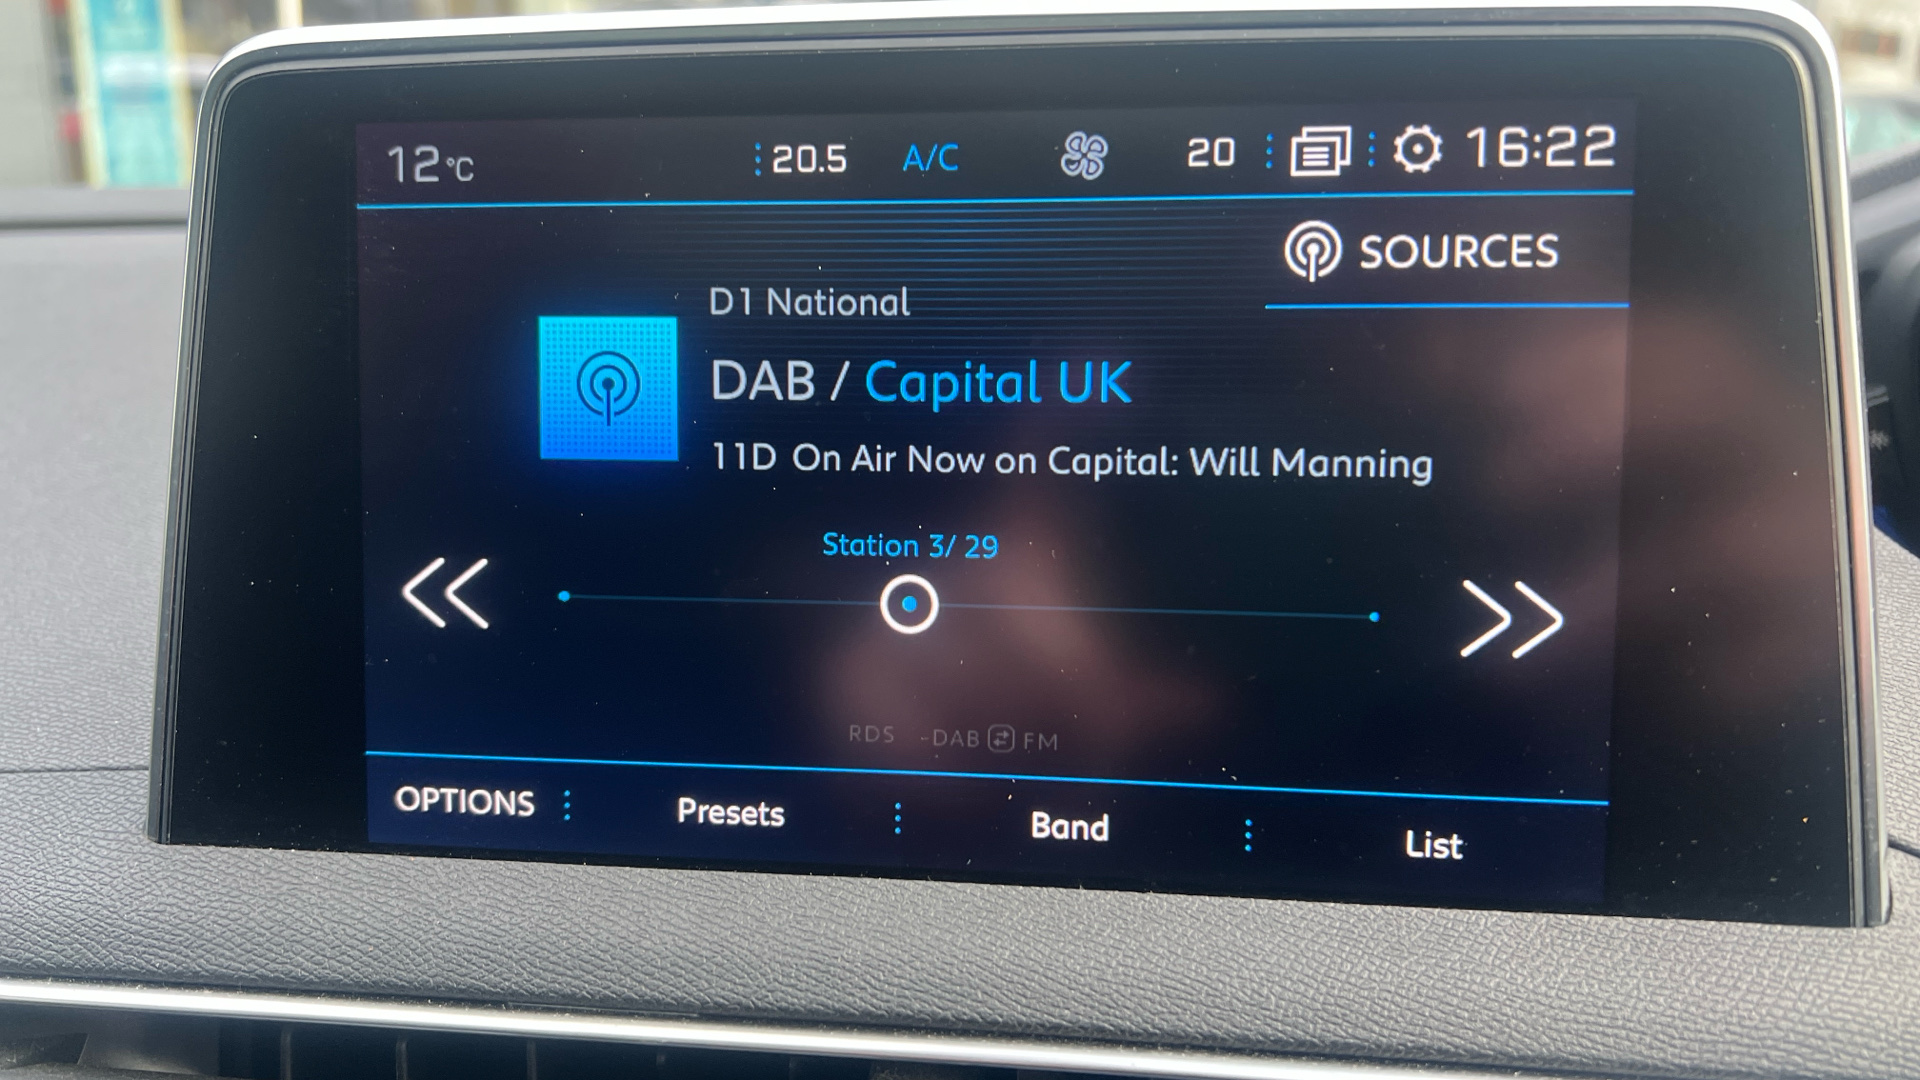 12°C 20.5 A/C 20 16:22
SOURCES
D1 National
DAB / Capital UK
11D On Air Now on Capital: Will Manning
Station 3/ 29
RDS -DAB FM
OPTIONS Presets Band List